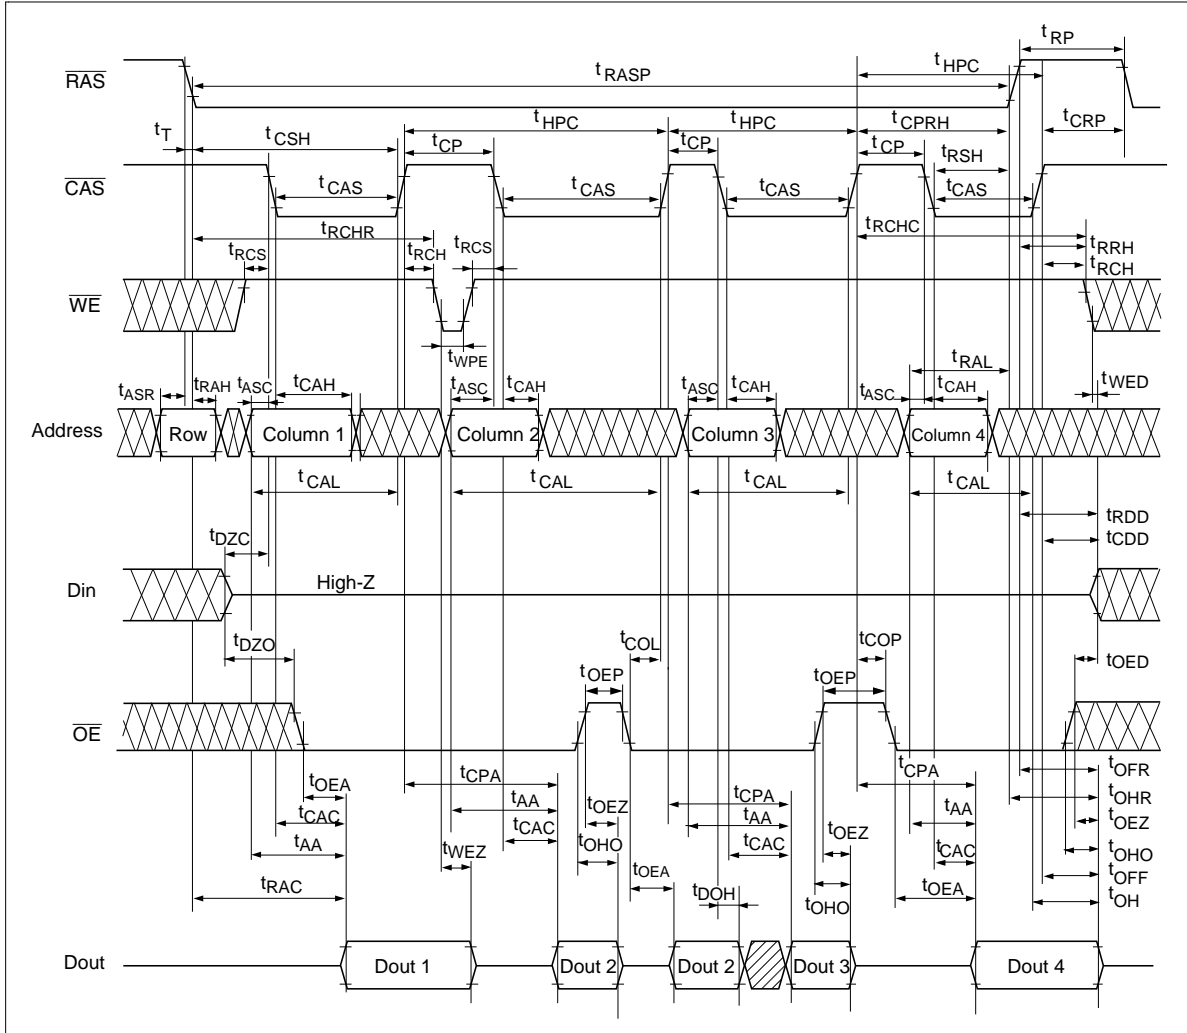 tRP
tHPC
RAS
tRASP
tT
tCSH
tHPC
tHPC
tCPRH
tCRP
tCP
tCP
tCP
tRSH
CAS
tCAS
tCAS
tCAS
tCAS
tRCHR
tRCHC
tRCS
tRCH
tRCS
tRRH
tRCH
WE
tWPE
tRAL
tWED
tASR
tRAH
tASC
tCAH
tASC
tCAH
tASC
tCAH
tASC
tCAH
Address
Row
Column 1
Column 2
Column 3
Column 4
tCAL
tCAL
tCAL
tCAL
tRDD
tCDD
tDZC
Din
High-Z
tDZO
tCOL
tCOP
tOED
tOEP
tOEP
OE
tCPA
tCPA
tOFR
tOEA
tCPA
tOHR
tAA
tOEZ
tAA
tAA
tOEZ
tCAC
tCAC
tOHO
tCAC
tOEZ
tCAC
tOHO
tAA
tWEZ
tOEA
tOFF
tRAC
tDOH
tOHO
tOEA
tOH
Dout
Dout 1
Dout 2
Dout 2
Dout 3
Dout 4